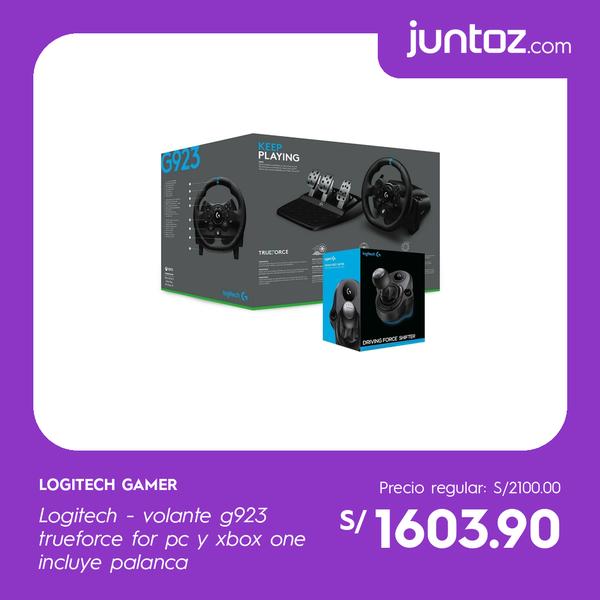 juntoz.com
G923
KEEP
PLAYING
TRUEFORCE
logitech G
DRIVING FORCE SHIFTER
LOGITECH GAMER
Logitech - volante g923
trueforce for pc y xbox one
incluye palanca
Precio regular: S/2100.00
S/ 1603.90